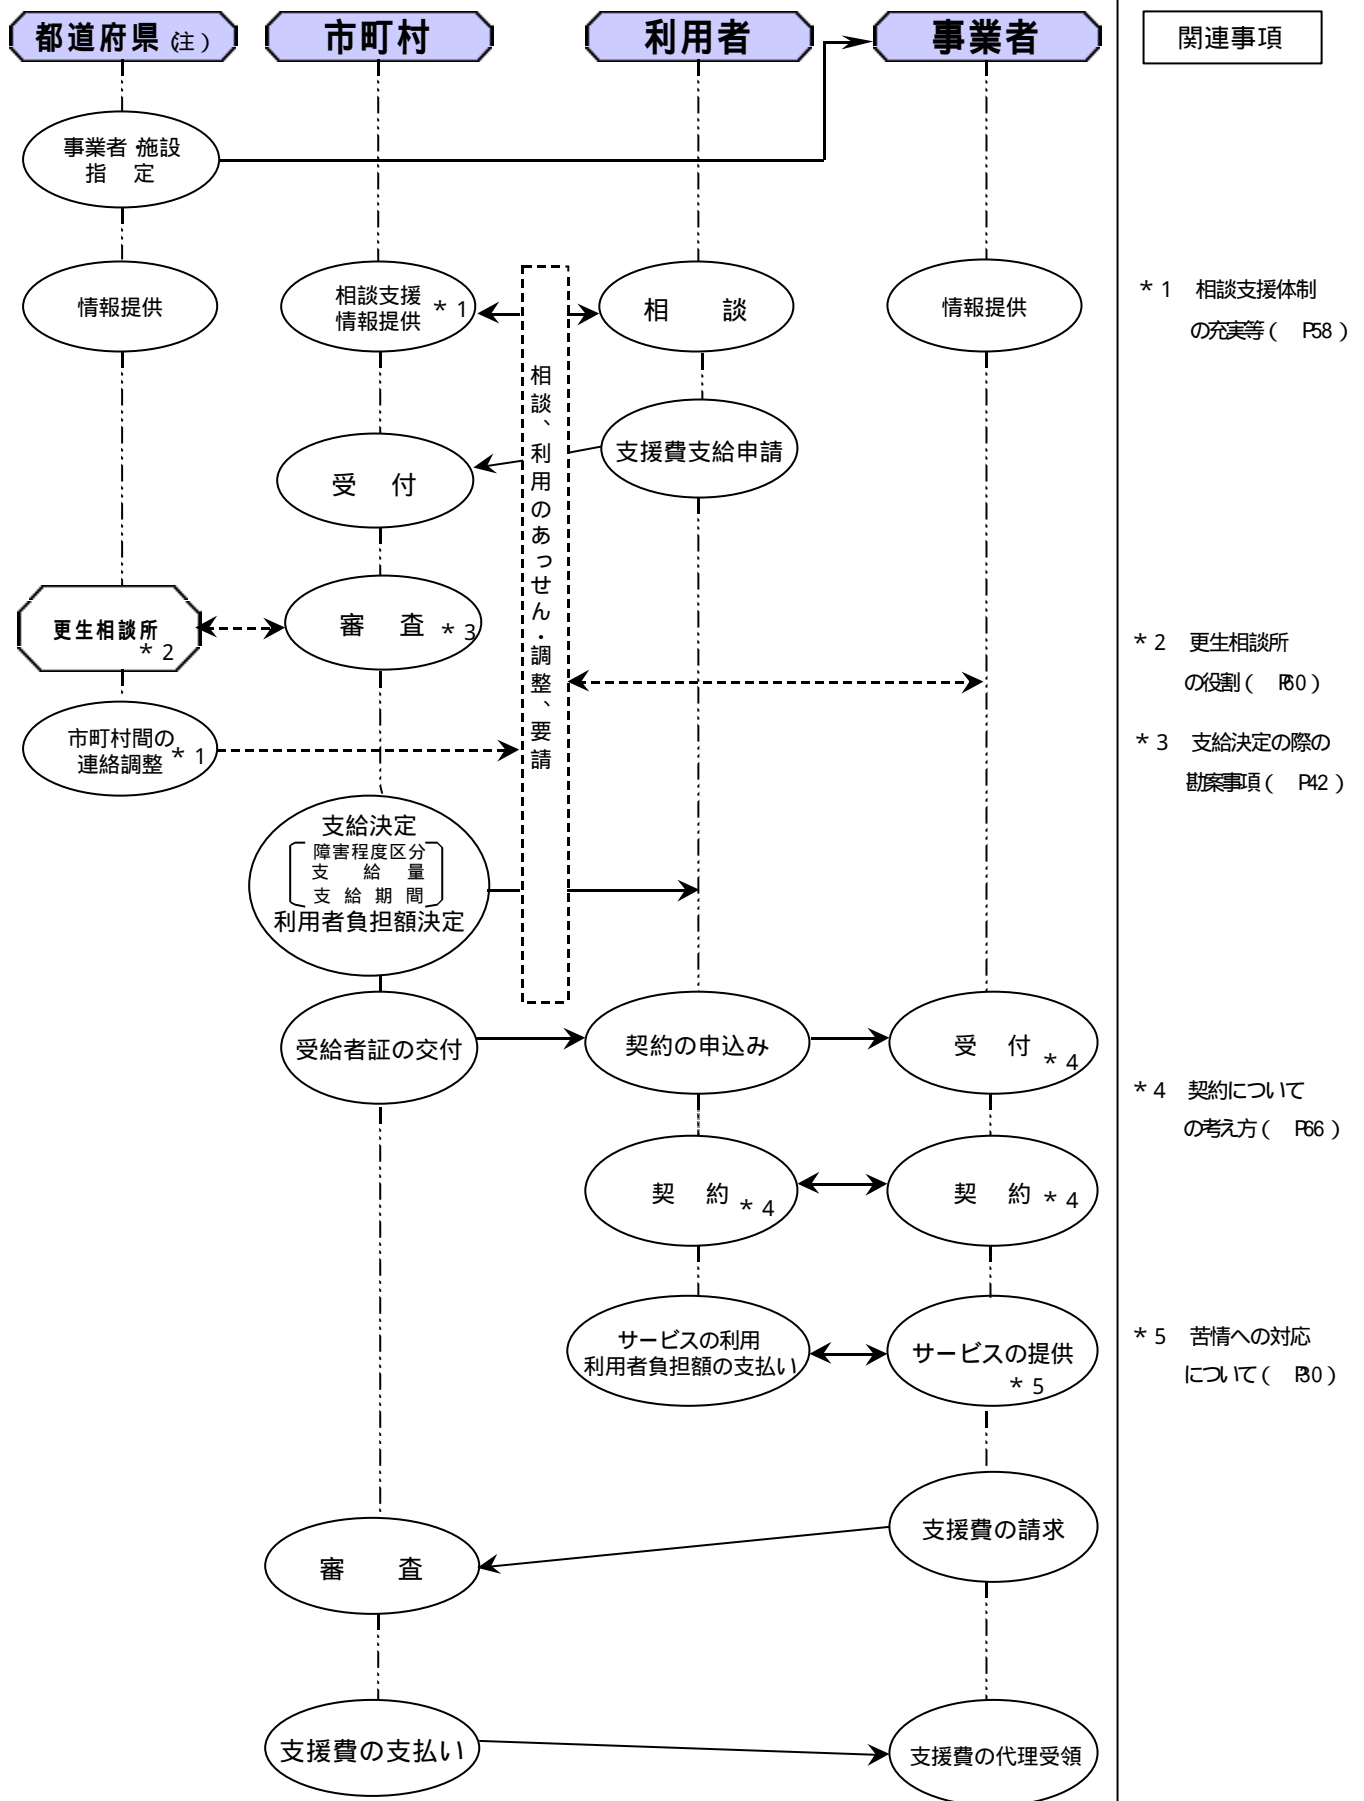 都道府県（注）
市町村
利用者
事業者
関連事項
事業者・施設
指　定
情報提供
相談支援
情報提供
＊1
相　　談
情報提供
＊1　相談支援体制
の充実等（　P58）
相談、利用のあっせん・調整、要請
支援費支給申請
受　付
更生相談所
＊2
審　査
＊3
＊2　更生相談所
の役割（　P60）
市町村間の
連絡調整
＊1
＊3　支給決定の際の
勘案事項（　P42）
支給決定
障害程度区分
支　給　量
支給期間
利用者負担額決定
受給者証の交付
契約の申込み
受　付
＊4
＊4　契約について
の考え方（　P66）
契　約
＊4
契　約
＊4
サービスの利用
利用者負担額の支払い
サービスの提供
＊5
＊5　苦情への対応
について（　P30）
支援費の請求
審　　査
支援費の支払い
支援費の代理受領